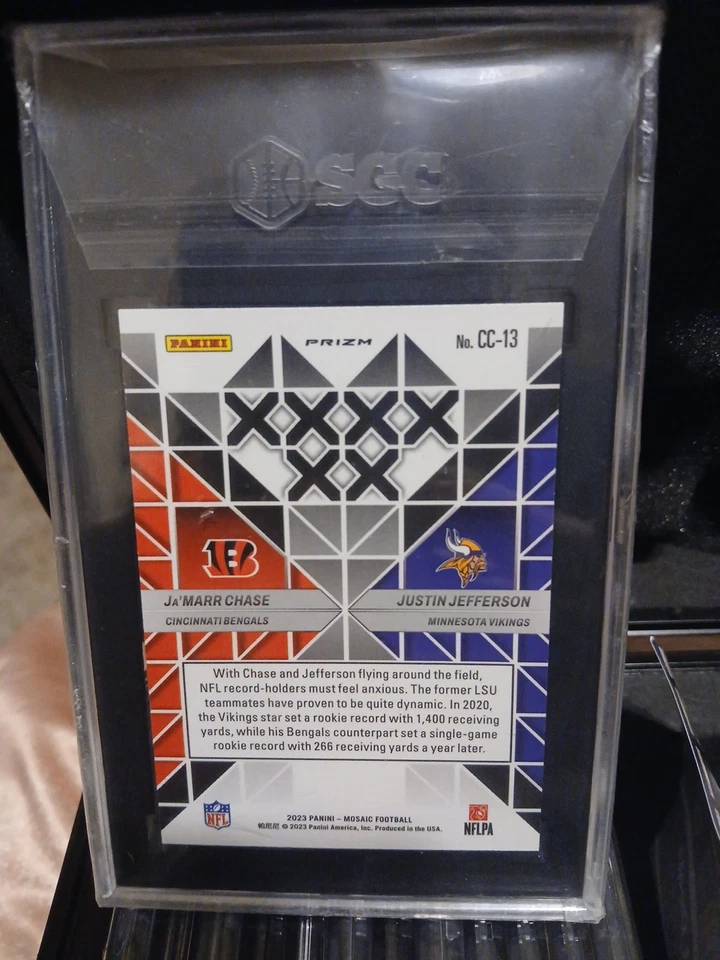 SGC
PANINI PRIZM No. CC-13
XXXX
XX
B
JA'MARR CHASE JUSTIN JEFFERSON
CINCINNATI BENGALS MINNESOTA VIKINGS
With Chase and Jefferson flying around the field,
NFL record-holders must feel anxious. The former LSU
teammates have proven to be quite dynamic. In 2020,
the Vikings star set a rookie record with 1,400 receiving
yards, while his Bengals counterpart set a single-game
rookie record with 266 receiving yards a year later.
NFL
2023 PANINI – MOSAIC FOOTBALL
© 2023 Panini America, Inc. Produced in the USA.
NFLPA